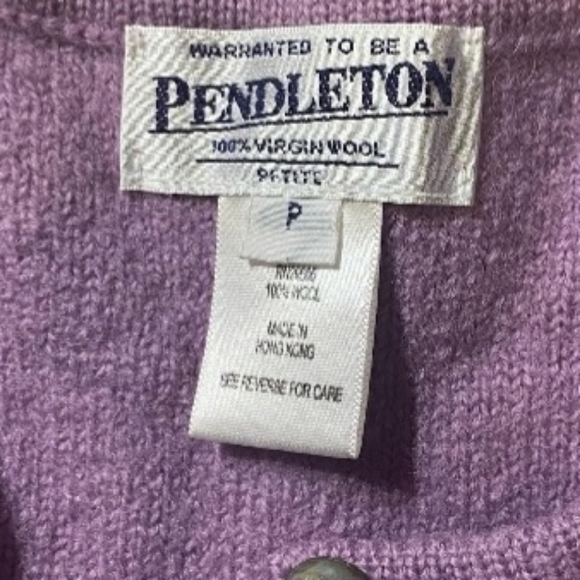 WARRANTED TO BE A
PENDLETON
100% VIRGIN WOOL
PETITE
P
100% WOOL
MADE IN
HONG KONG
SEE REVERSE FOR CARE